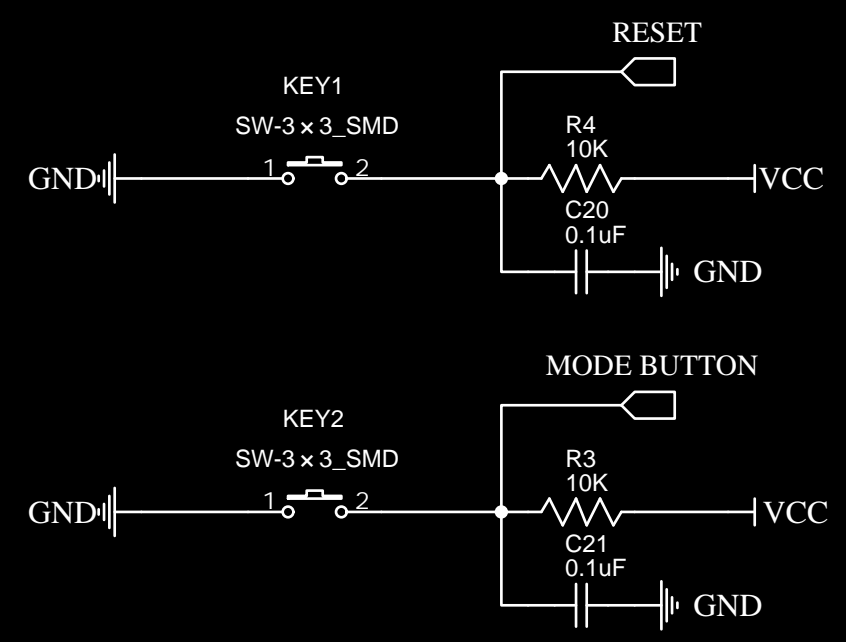 RESET
KEY1
SW-3×3_SMD
R4
10K
GND
1
2
VCC
C20
0.1uF
GND
MODE BUTTON
KEY2
SW-3×3_SMD
R3
10K
GND
1
2
VCC
C21
0.1uF
GND